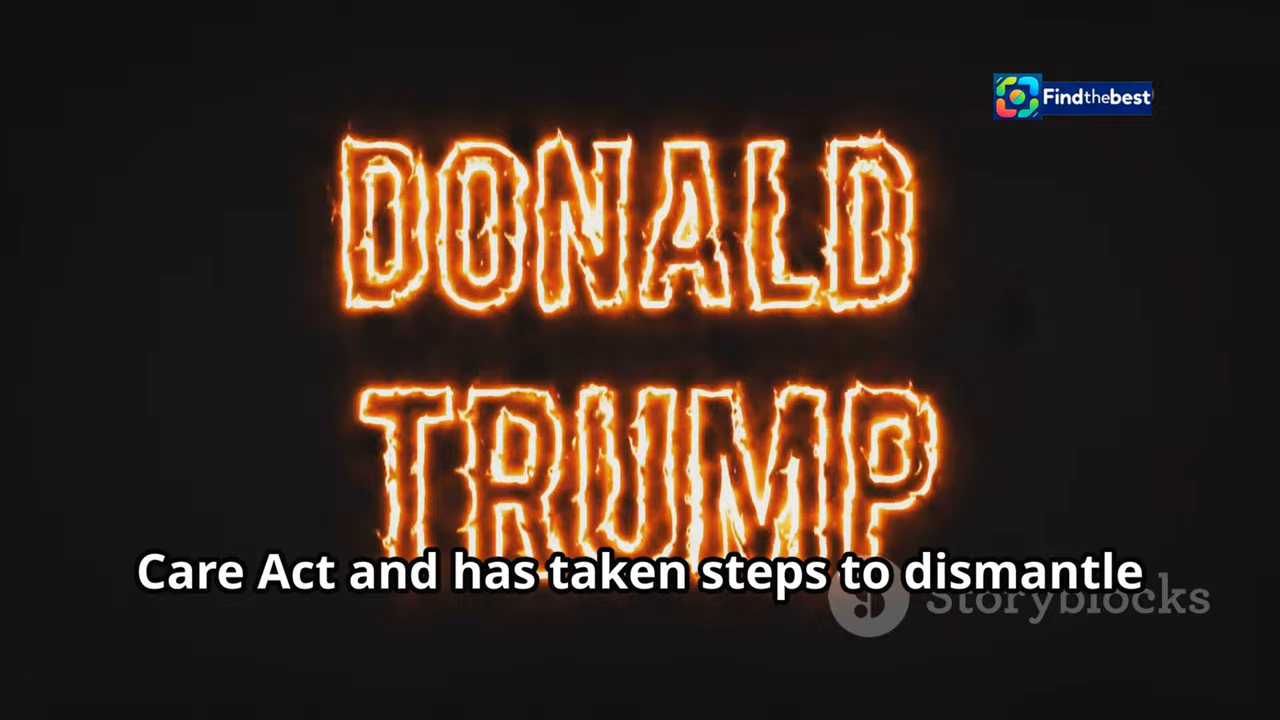 Findthebest
DONALD
TRUMP
Care Act and has taken steps to dismantle
Storyblocks